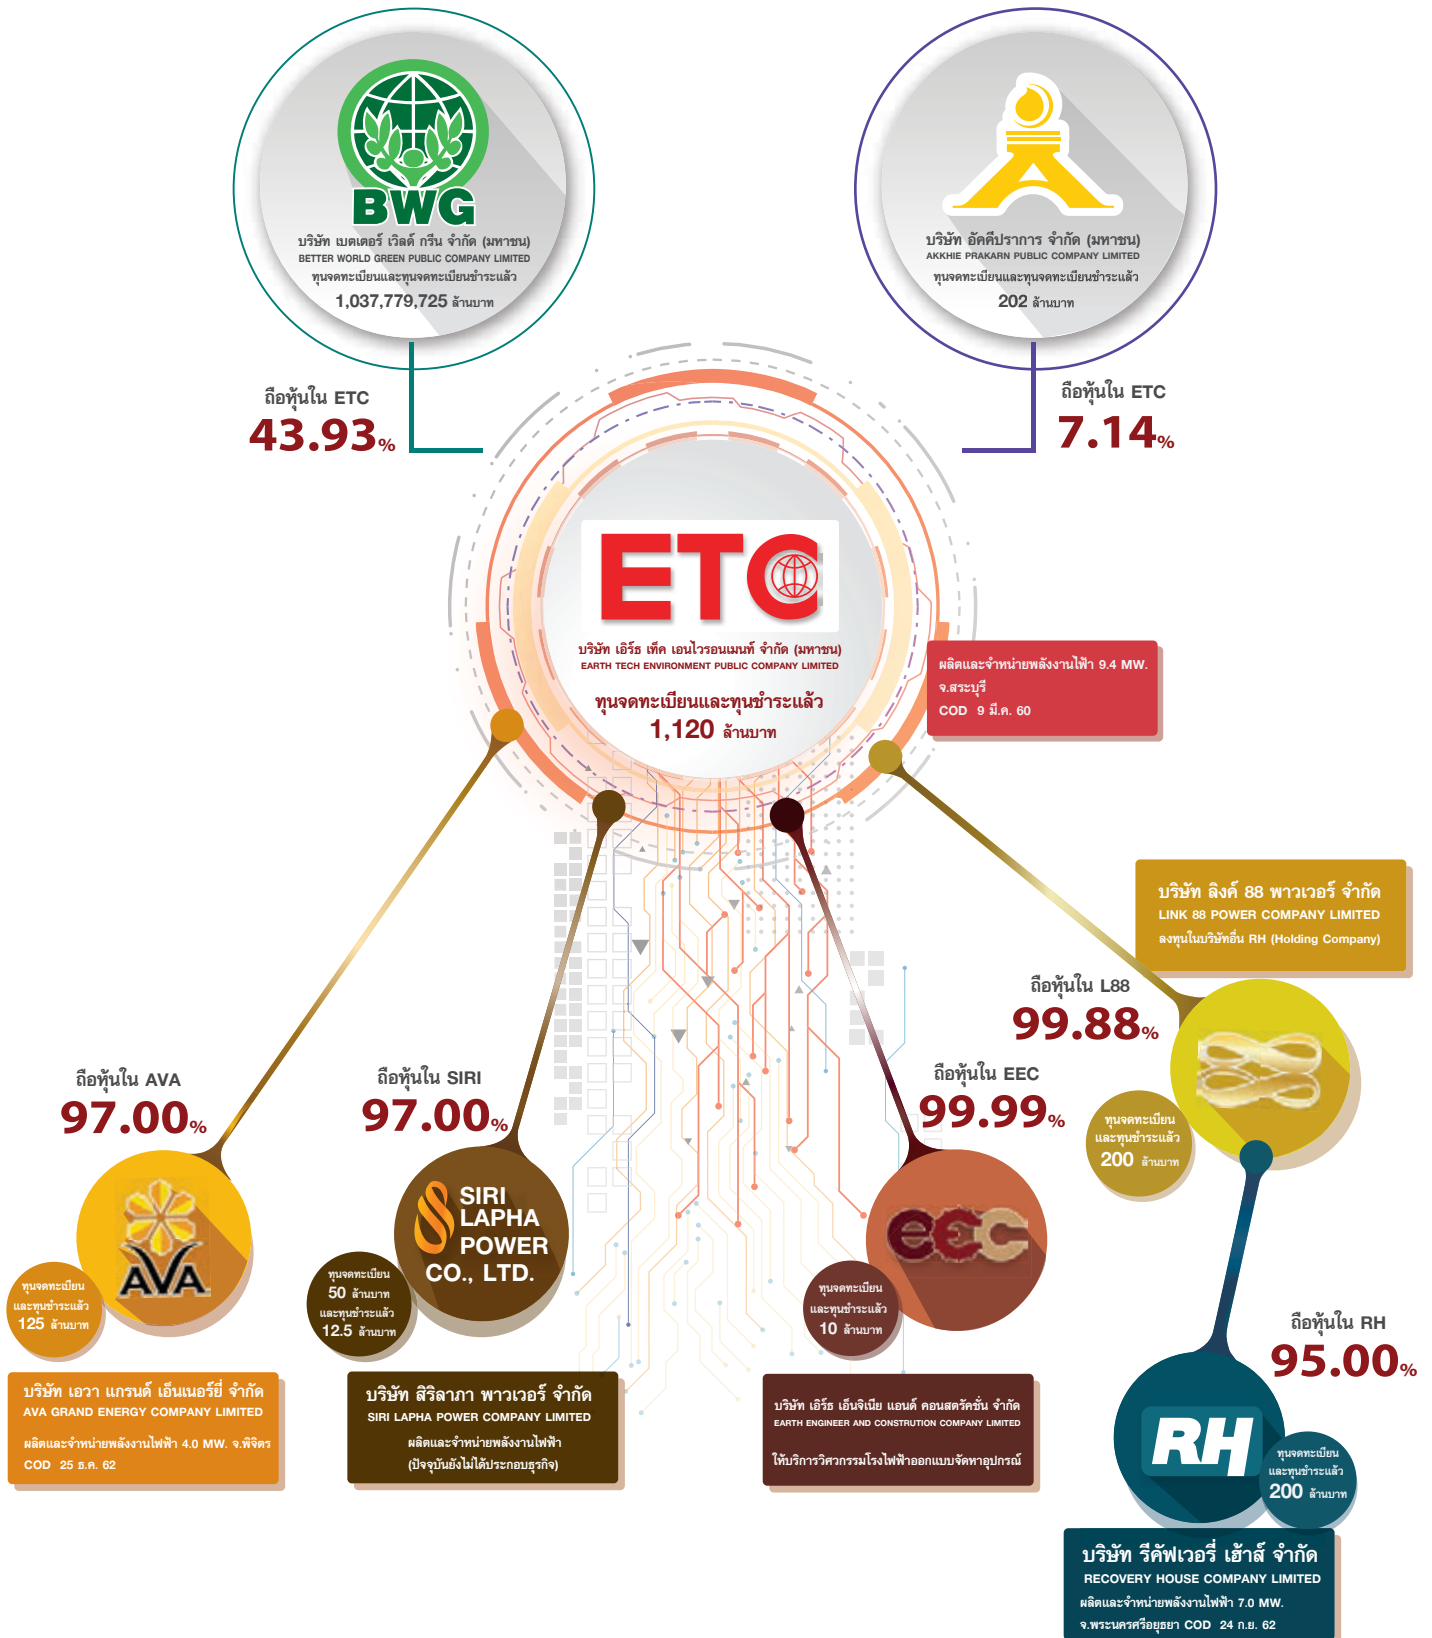 BWG
บริษัท เบตเตอร์ เวิลด์ กรีน จำกัด (มหาชน)
BETTER WORLD GREEN PUBLIC COMPANY LIMITED
ทุนจดทะเบียนและทุนจดทะเบียนชำระแล้ว
1,037,779,725 ล้านบาท
บริษัท อัคคีปราการ จำกัด (มหาชน)
AKKHIE PRAKARN PUBLIC COMPANY LIMITED
ทุนจดทะเบียนและทุนจดทะเบียนชำระแล้ว
202 ล้านบาท
ถือหุ้นใน ETC
43.93%
ถือหุ้นใน ETC
7.14%
ETC
บริษัท เอิร์ธ เท็ค เอนไวรอนเมนท์ จำกัด (มหาชน)
EARTH TECH ENVIRONMENT PUBLIC COMPANY LIMITED
ทุนจดทะเบียนและทุนชำระแล้ว
1,120 ล้านบาท
ผลิตและจำหน่ายพลังงานไฟฟ้า 9.4 MW.
จ.สระบุรี
COD 9 มี.ค. 60
บริษัท ลิงค์ 88 พาวเวอร์ จำกัด
LINK 88 POWER COMPANY LIMITED
ลงทุนในบริษัทอื่น RH (Holding Company)
ถือหุ้นใน L88
99.88%
ทุนจดทะเบียน
และทุนชำระแล้ว
200 ล้านบาท
ถือหุ้นใน AVA
97.00%
ถือหุ้นใน SIRI
97.00%
ถือหุ้นใน EEC
99.99%
AVA
ทุนจดทะเบียน
และทุนชำระแล้ว
125 ล้านบาท
SIRI
LAPHA
POWER
CO., LTD.
ทุนจดทะเบียน
50 ล้านบาท
และทุนชำระแล้ว
12.5 ล้านบาท
eec
ทุนจดทะเบียน
และทุนชำระแล้ว
10 ล้านบาท
ถือหุ้นใน RH
95.00%
บริษัท เอวา แกรนด์ เอ็นเนอร์ยี่ จำกัด
AVA GRAND ENERGY COMPANY LIMITED
ผลิตและจำหน่ายพลังงานไฟฟ้า 4.0 MW. จ.พิจิตร
COD 25 ธ.ค. 62
บริษัท สิริลาภา พาวเวอร์ จำกัด
SIRI LAPHA POWER COMPANY LIMITED
ผลิตและจำหน่ายพลังงานไฟฟ้า
(ปัจจุบันยังไม่ได้ประกอบธุรกิจ)
บริษัท เอิร์ธ เอ็นจิเนีย แอนด์ คอนสตรัคชั่น จำกัด
EARTH ENGINEER AND CONSTRUTION COMPANY LIMITED
ให้บริการวิศวกรรมโรงไฟฟ้าออกแบบจัดหาอุปกรณ์
RH
ทุนจดทะเบียน
และทุนชำระแล้ว
200 ล้านบาท
บริษัท รีคัฟเวอรี่ เฮ้าส์ จำกัด
RECOVERY HOUSE COMPANY LIMITED
ผลิตและจำหน่ายพลังงานไฟฟ้า 7.0 MW.
จ.พระนครศรีอยุธยา COD 24 ก.ย. 62